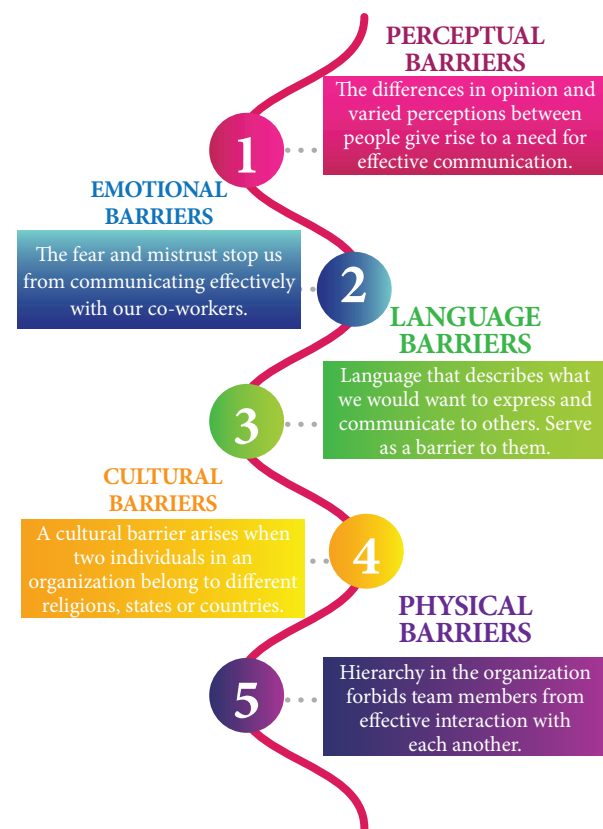 PERCEPTUAL
BARRIERS
The differences in opinion and
varied perceptions between
people give rise to a need for
effective communication.
1
EMOTIONAL
BARRIERS
The fear and mistrust stop us
from communicating effectively
with our co-workers.
2
LANGUAGE
BARRIERS
Language that describes what
we would want to express and
communicate to others. Serve
as a barrier to them.
3
CULTURAL
BARRIERS
A cultural barrier arises when
two individuals in an
organization belong to different
religions, states or countries.
4
PHYSICAL
BARRIERS
Hierarchy in the organization
forbids team members from
effective interaction with
each another.
5